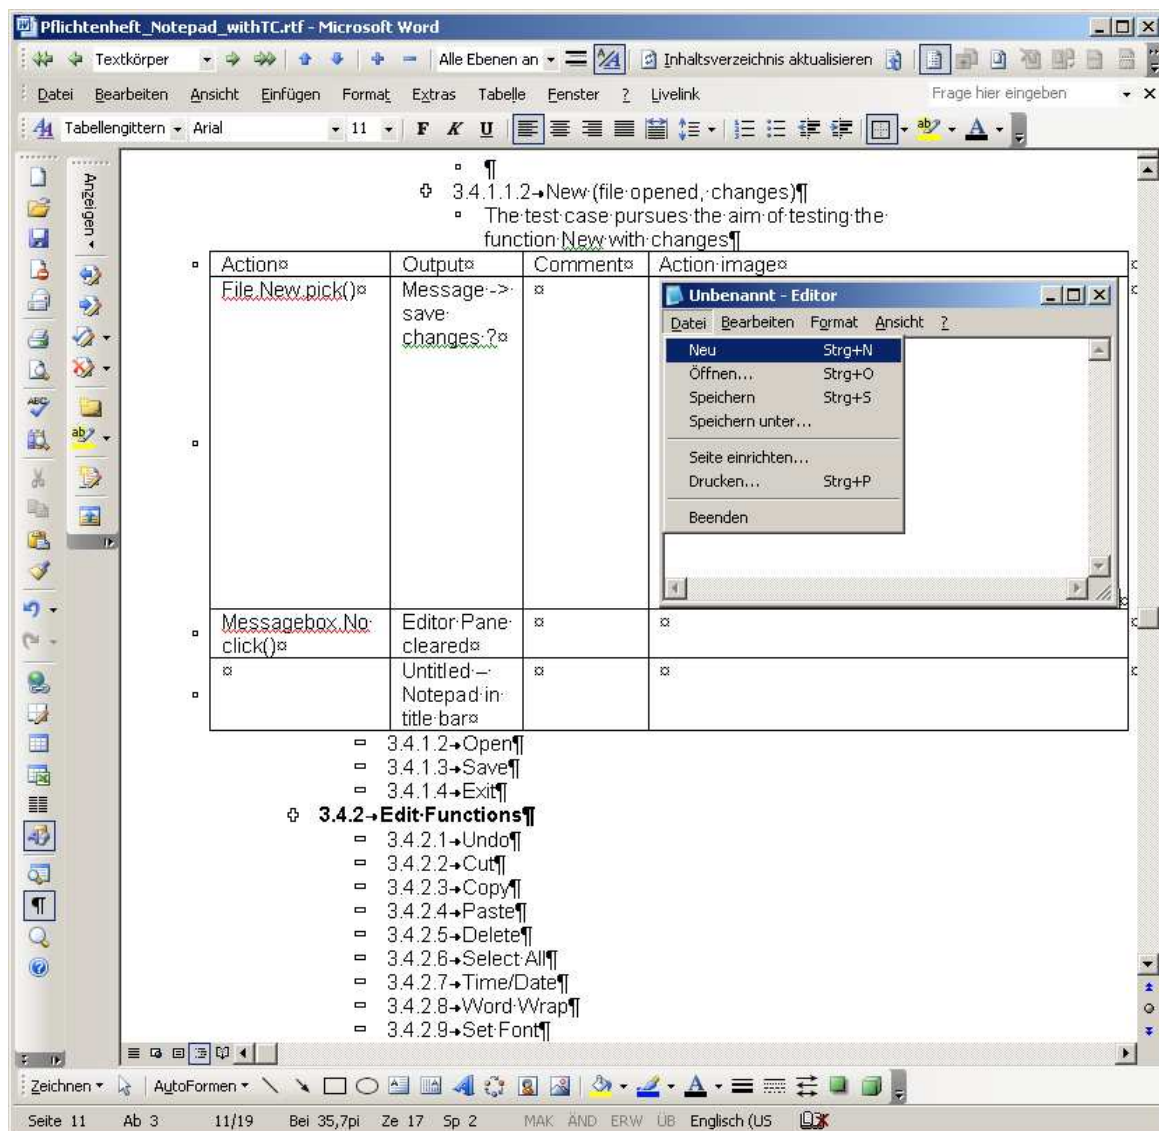 Pflichtenheft_Notepad_withTC.rtf - Microsoft Word
Textkörper Alle Ebenen an Inhaltsverzeichnis aktualisieren
Datei Bearbeiten Ansicht Einfügen Format Extras Tabelle Fenster ? Livelink Frage hier eingeben
Tabellengittern Arial 11 F K U
Anzeigen
¶
3.4.1.1.2→New·(file·opened,·changes)¶
The·test·case·pursues·the·aim·of·testing·the·
function·New·with·changes¶
Action¤ Output¤ Comment¤ Action·image¤
File.New.pick()¤ Message·->· ¤
save·
changes·?¤
Unbenannt - Editor
Datei Bearbeiten Format Ansicht ?
Neu Strg+N
Öffnen... Strg+O
Speichern Strg+S
Speichern unter...
Seite einrichten...
Drucken... Strg+P
Beenden
Messagebox.No· Editor·Pane· ¤ ¤
click()¤ cleared¤
¤ Untitled·–· ¤ ¤
Notepad·in·
title·bar¤
3.4.1.2→Open¶
3.4.1.3→Save¶
3.4.1.4→Exit¶
3.4.2→Edit·Functions¶
3.4.2.1→Undo¶
3.4.2.2→Cut¶
3.4.2.3→Copy¶
3.4.2.4→Paste¶
3.4.2.5→Delete¶
3.4.2.6→Select·All¶
3.4.2.7→Time/Date¶
3.4.2.8→Word·Wrap¶
3.4.2.9→Set·Font¶
Zeichnen AutoFormen
Seite 11 Ab 3 11/19 Bei 35,7pi Ze 17 Sp 2 MAK ÄND ERW ÜB Englisch (US